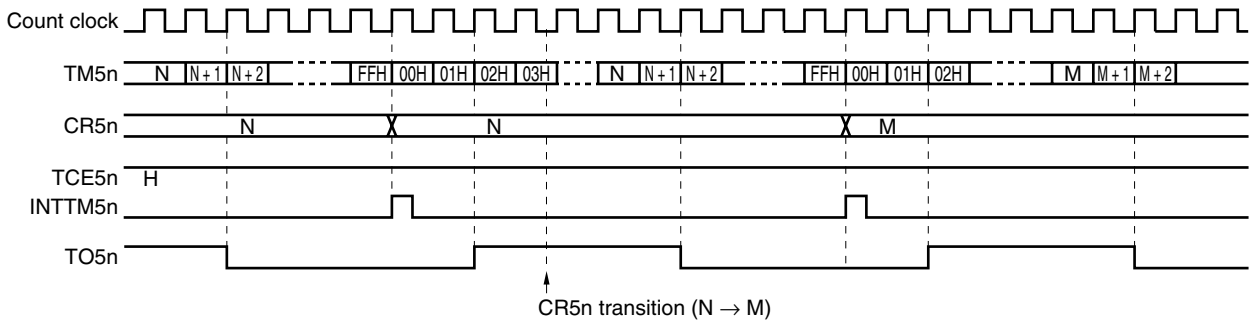 Count clock
TM5n N N + 1 N + 2 FFH 00H 01H 02H 03H N N + 1 N + 2 FFH 00H 01H 02H M M + 1 M + 2
CR5n N N M
TCE5n H
INTTM5n
TO5n
CR5n transition (N → M)